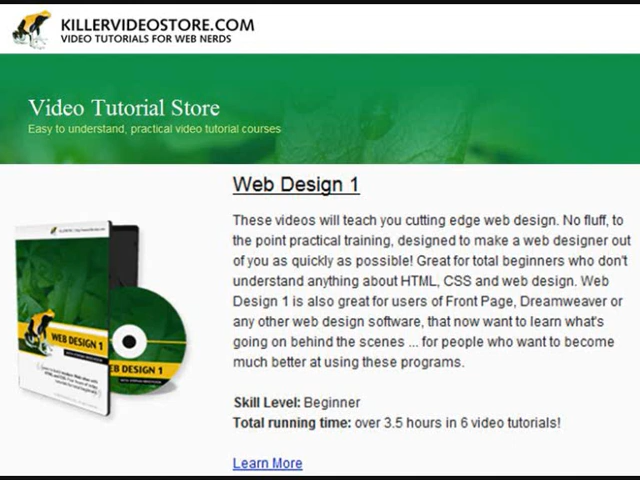 KILLERVIDEOSTORE.COM
VIDEO TUTORIALS FOR WEB NERDS
Video Tutorial Store
Easy to understand, practical video tutorial courses
Web Design 1
These videos will teach you cutting edge web design. No fluff, to
the point practical training, designed to make a web designer out
of you as quickly as possible! Great for total beginners who don't
understand anything about HTML, CSS and web design. Web
Design 1 is also great for users of Front Page, Dreamweaver or
any other web design software, that now want to learn what's
going on behind the scenes ... for people who want to become
much better at using these programs.
Skill Level: Beginner
Total running time: over 3.5 hours in 6 video tutorials!
Learn More
WEB DESIGN 1
B DESIGN 1